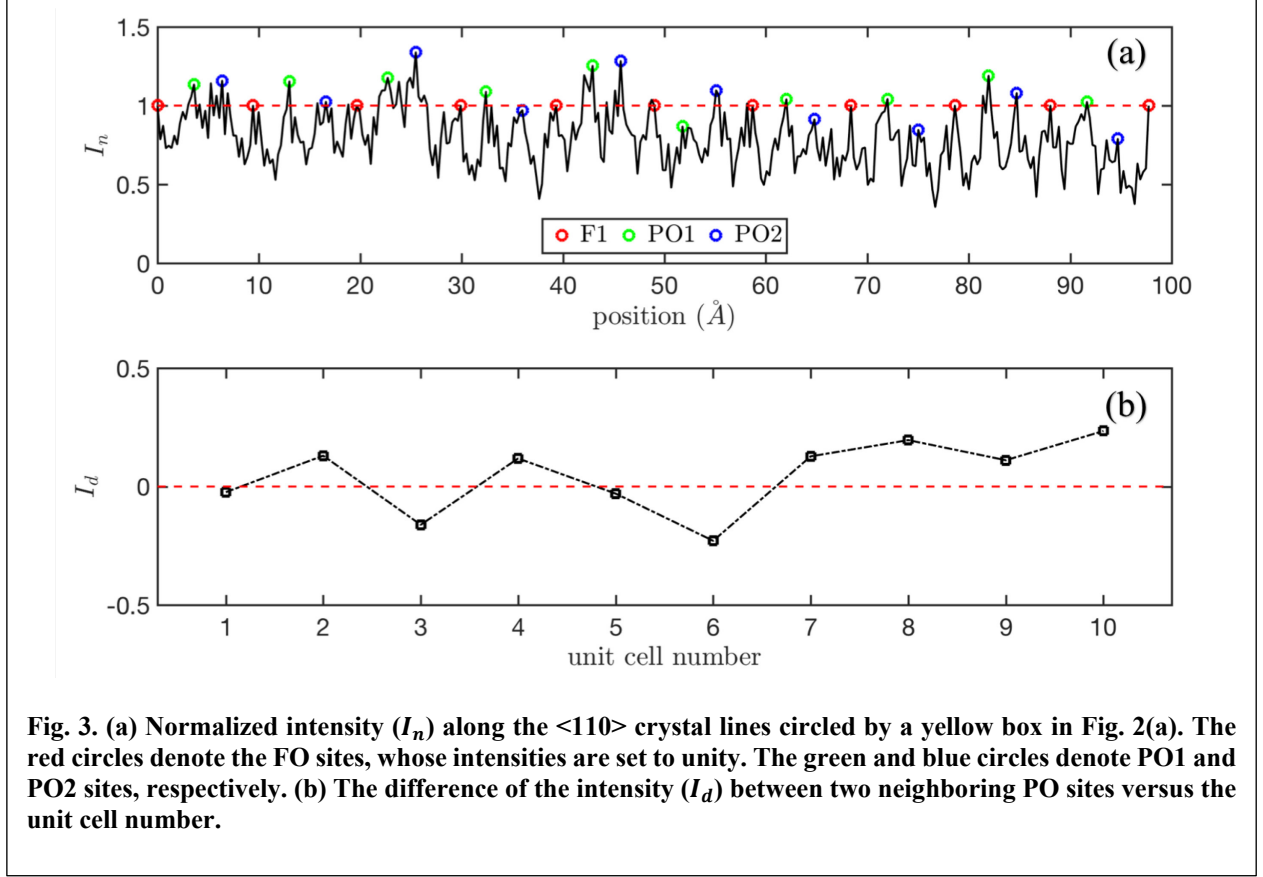 1.5
(a)
1
I_n
0.5
F1 PO1 PO2
0
0 10 20 30 40 50 60 70 80 90 100
position (Å)
0.5
(b)
I_d
0
-0.5
1 2 3 4 5 6 7 8 9 10
unit cell number
Fig. 3. (a) Normalized intensity (I_n) along the <110> crystal lines circled by a yellow box in Fig. 2(a). The
red circles denote the FO sites, whose intensities are set to unity. The green and blue circles denote PO1 and
PO2 sites, respectively. (b) The difference of the intensity (I_d) between two neighboring PO sites versus the
unit cell number.